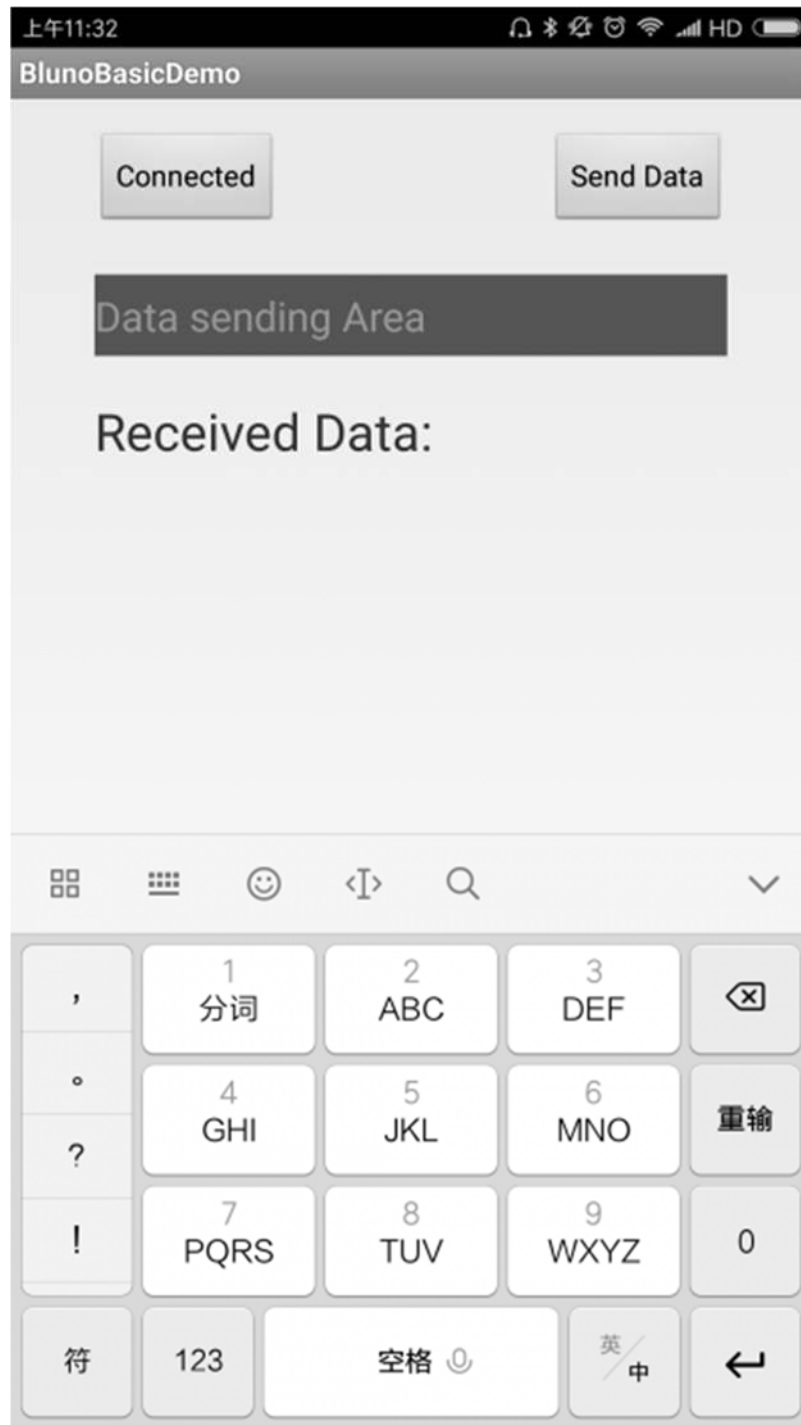 上午11:32 HD
BlunoBasicDemo
Connected Send Data
Data sending Area
Received Data:
, 1 2 3
分词 ABC DEF
。 4 5 6
GHI JKL MNO 重输
?
! 7 8 9
PQRS TUV WXYZ 0
符 123 空格 英/中